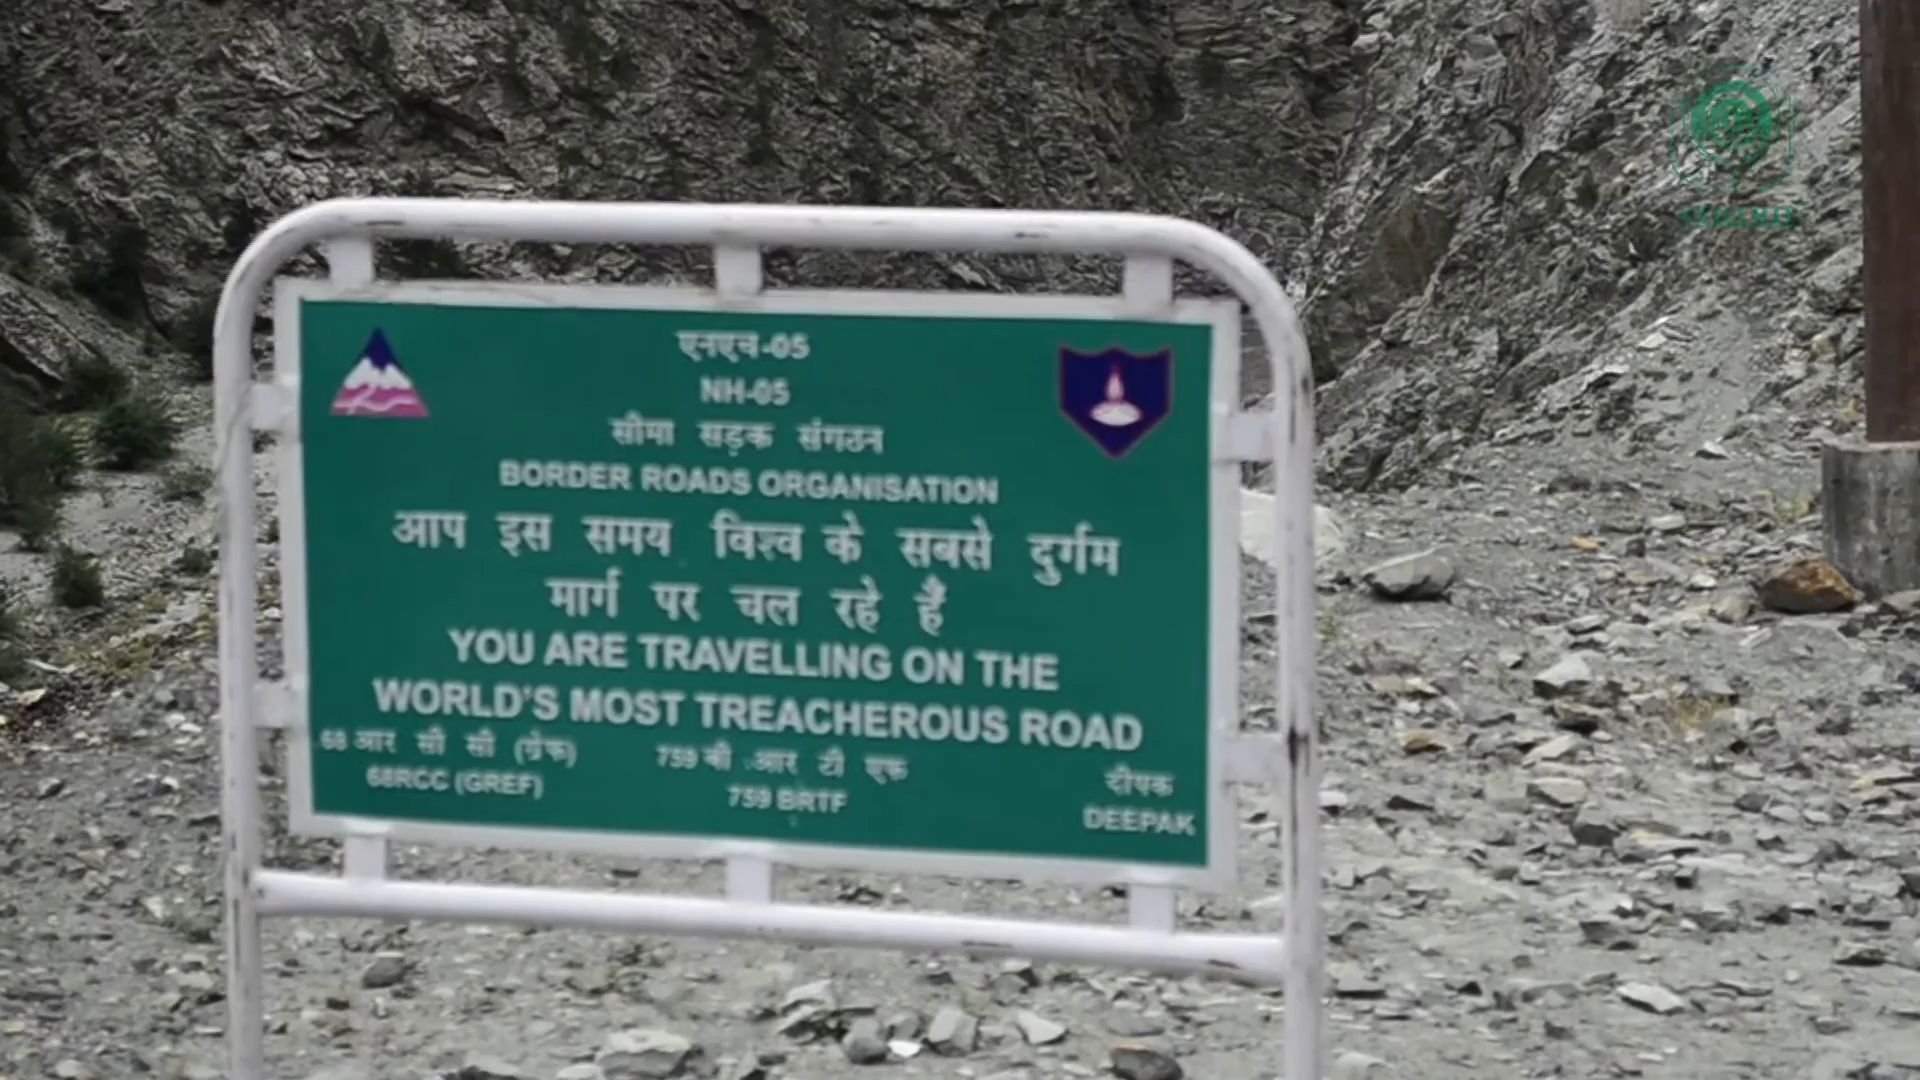 एनएच-05
NH-05
सीमा सड़क संगठन
BORDER ROADS ORGANISATION
आप इस समय विश्व के सबसे दुर्गम
मार्ग पर चल रहे हैं
YOU ARE TRAVELLING ON THE
WORLD'S MOST TREACHEROUS ROAD
68 आर सी सी (ग्रेफ) 759 बी आर टी एफ दीपक
68RCC (GREF) 759 BRTF DEEPAK